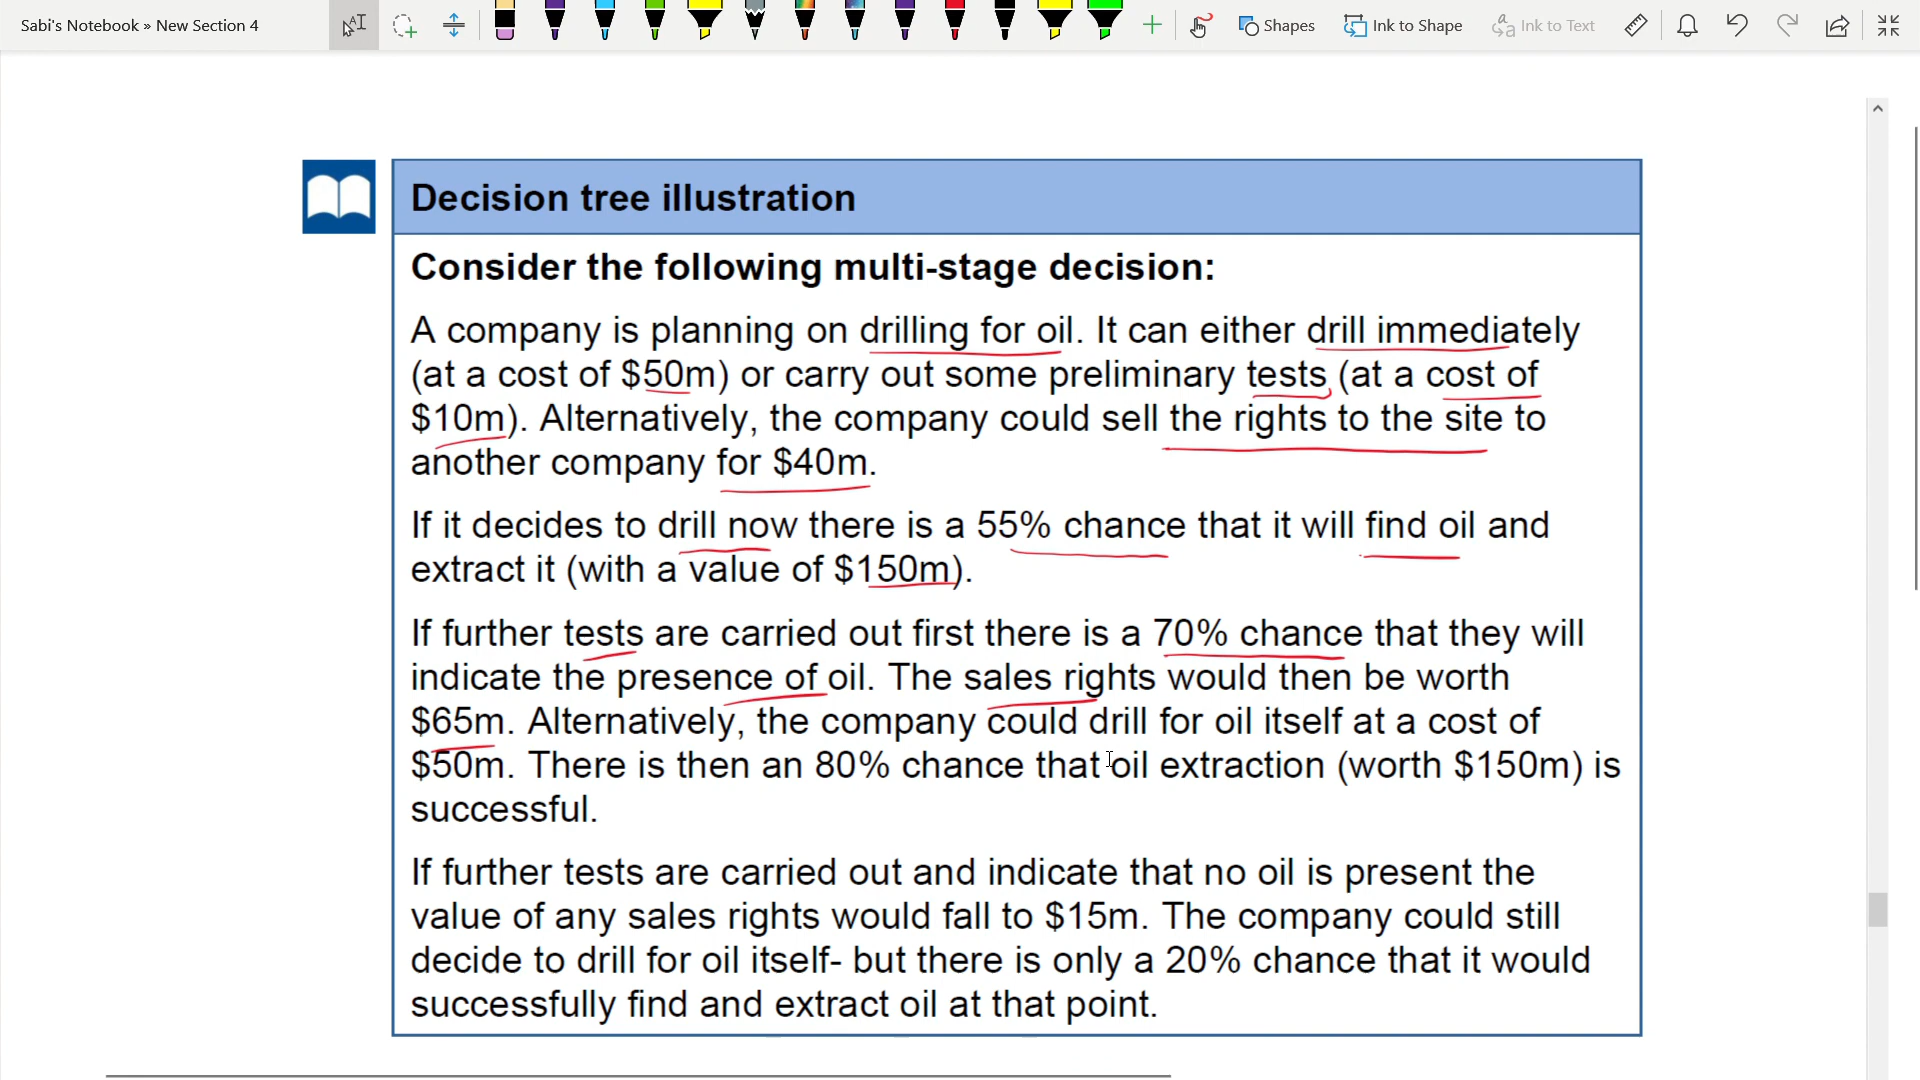 Sabi's Notebook » New Section 4
Shapes
Ink to Shape
Ink to Text
Decision tree illustration
Consider the following multi-stage decision:
A company is planning on drilling for oil. It can either drill immediately
(at a cost of $50m) or carry out some preliminary tests (at a cost of
$10m). Alternatively, the company could sell the rights to the site to
another company for $40m.
If it decides to drill now there is a 55% chance that it will find oil and
extract it (with a value of $150m).
If further tests are carried out first there is a 70% chance that they will
indicate the presence of oil. The sales rights would then be worth
$65m. Alternatively, the company could drill for oil itself at a cost of
$50m. There is then an 80% chance that oil extraction (worth $150m) is
successful.
If further tests are carried out and indicate that no oil is present the
value of any sales rights would fall to $15m. The company could still
decide to drill for oil itself- but there is only a 20% chance that it would
successfully find and extract oil at that point.